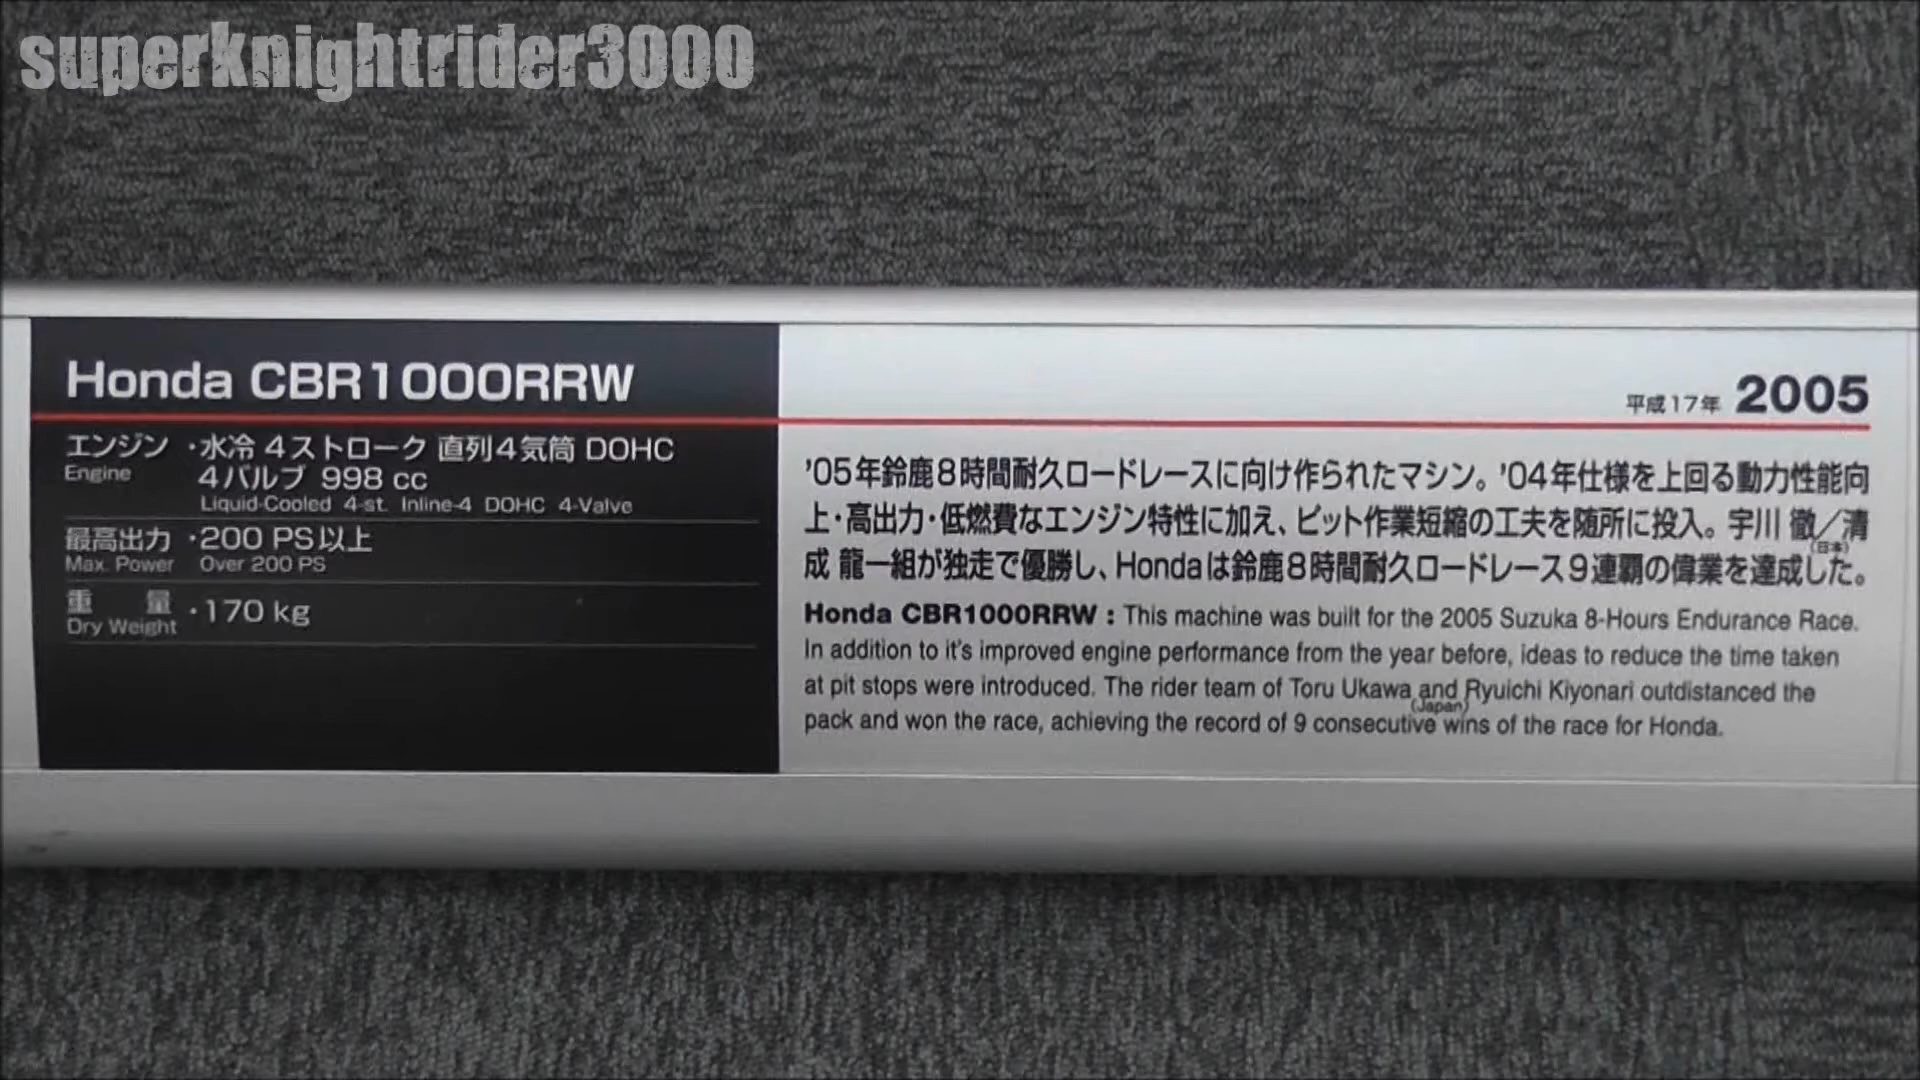 superknightrider3000
Honda CBR1000RRW
エンジン ・水冷 4ストローク 直列4気筒 DOHC
Engine 4バルブ 998 cc
Liquid-Cooled 4-st. Inline-4 DOHC 4-Valve
最高出力 ・200 PS以上
Max. Power Over 200 PS
重 量 ・170 kg
Dry Weight
平成17年 2005
'05年鈴鹿8時間耐久ロードレースに向け作られたマシン。'04年仕様を上回る動力性能向
上・高出力・低燃費なエンジン特性に加え、ピット作業短縮の工夫を随所に投入。宇川 徹／清
(日本)
成 龍一組が独走で優勝し、Hondaは鈴鹿8時間耐久ロードレース9連覇の偉業を達成した。
Honda CBR1000RRW : This machine was built for the 2005 Suzuka 8-Hours Endurance Race.
In addition to it's improved engine performance from the year before, ideas to reduce the time taken
at pit stops were introduced. The rider team of Toru Ukawa and Ryuichi Kiyonari outdistanced the
(Japan)
pack and won the race, achieving the record of 9 consecutive wins of the race for Honda.